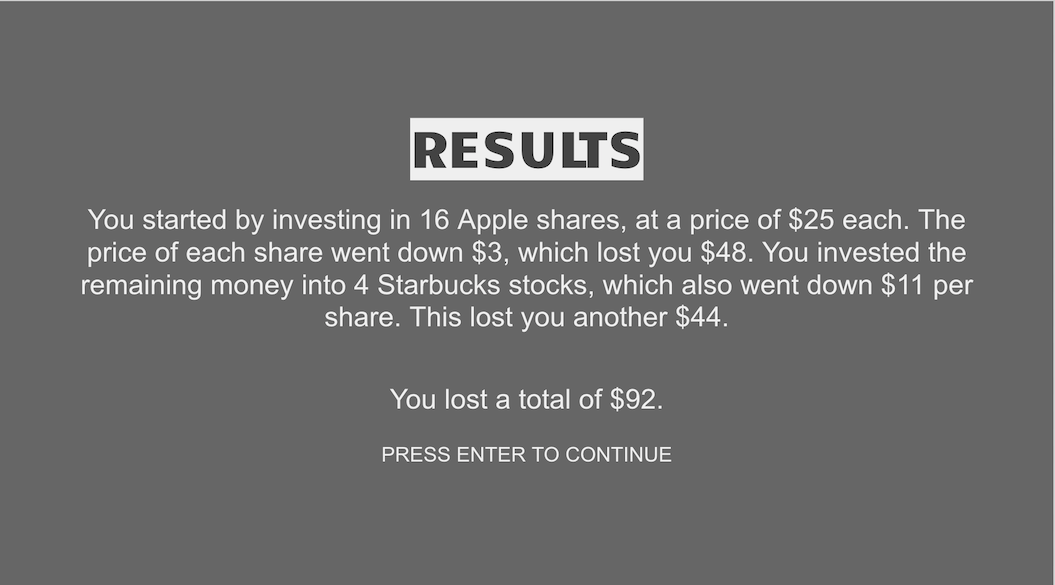 RESULTS
You started by investing in 16 Apple shares, at a price of $25 each. The
price of each share went down $3, which lost you $48. You invested the
remaining money into 4 Starbucks stocks, which also went down $11 per
share. This lost you another $44.
You lost a total of $92.
PRESS ENTER TO CONTINUE